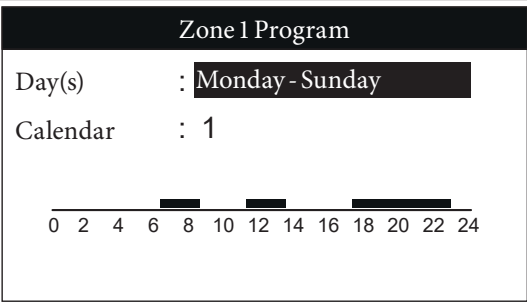 Zone 1 Program
Day(s) : Monday - Sunday
Calendar : 1
0 2 4 6 8 10 12 14 16 18 20 22 24